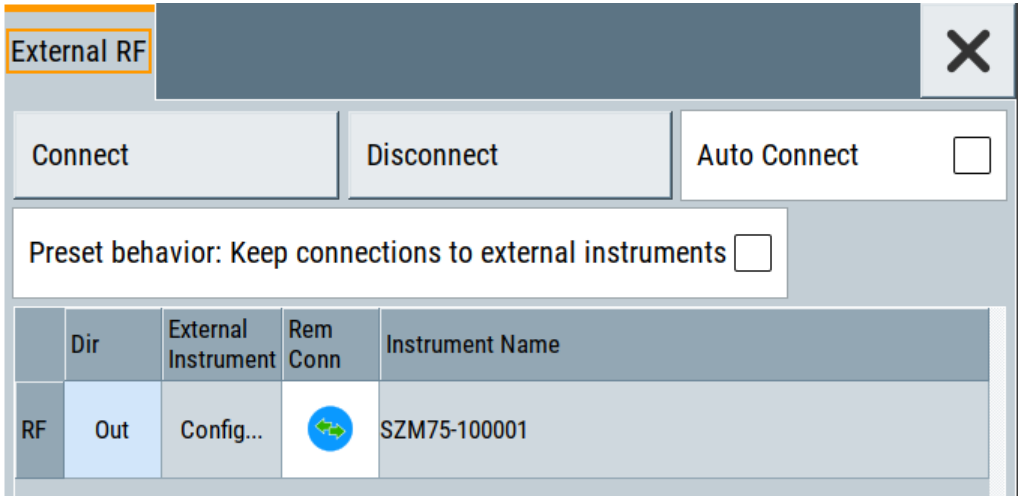 External RF
Connect
Disconnect
Auto Connect
Preset behavior: Keep connections to external instruments
Dir
External
Instrument
Rem
Conn
Instrument Name
RF
Out
Config...
SZM75-100001